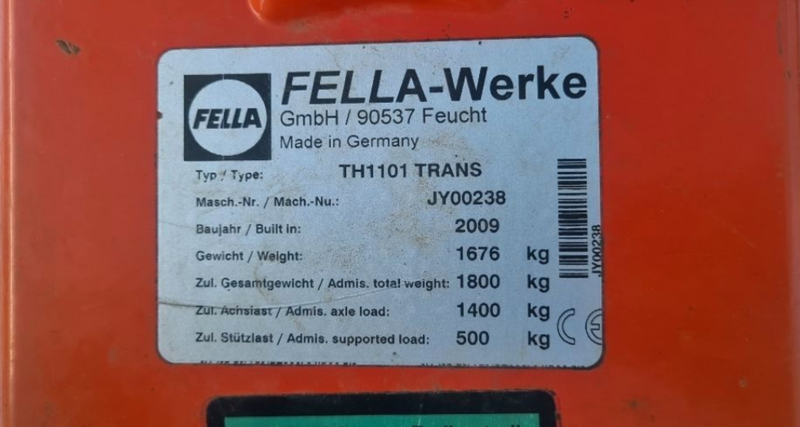 FELLA
FELLA-Werke
GmbH / 90537 Feucht
Made in Germany
Typ / Type: TH1101 TRANS
Masch.-Nr. / Mach.-Nu.: JY00238
Baujahr / Built in: 2009
Gewicht / Weight: 1676 kg
Zul. Gesamtgewicht / Admis. total weight: 1800 kg
Zul. Achslast / Admis. axle load: 1400 kg
Zul. Stützlast / Admis. supported load: 500 kg
JY00238
CE